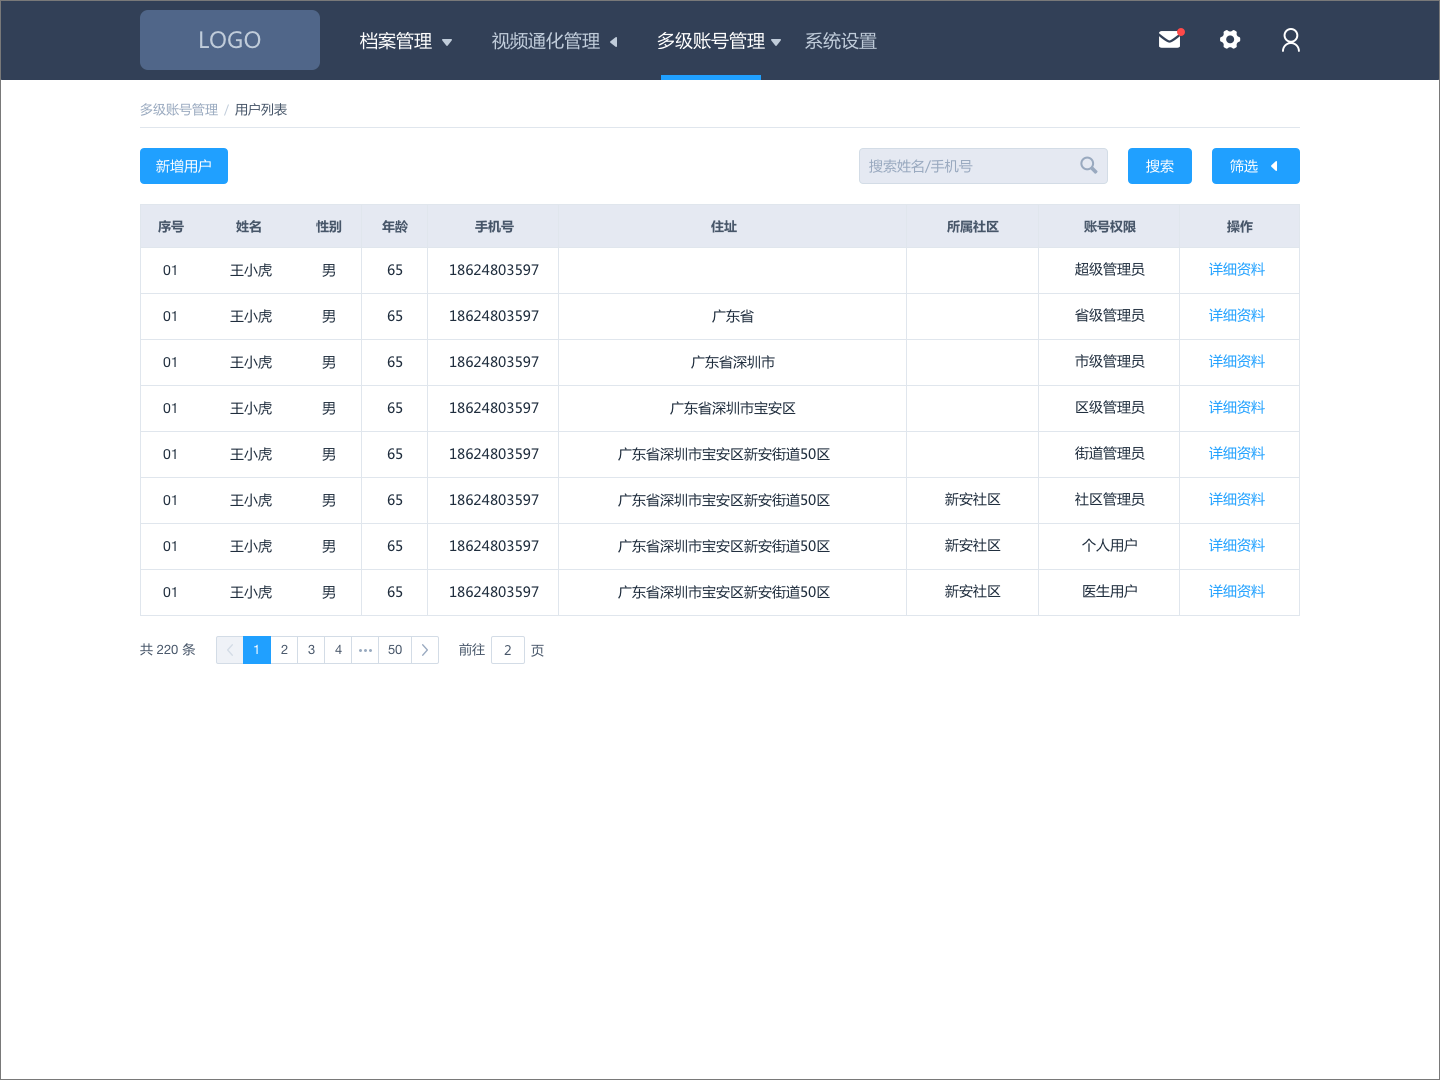 LOGO 档案管理 视频通化管理 多级账号管理 系统设置
多级账号管理 / 用户列表
新增用户 搜索姓名/手机号 搜索 筛选
序号 姓名 性别 年龄 手机号 住址 所属社区 账号权限 操作
01 王小虎 男 65 18624803597 超级管理员 详细资料
01 王小虎 男 65 18624803597 广东省 省级管理员 详细资料
01 王小虎 男 65 18624803597 广东省深圳市 市级管理员 详细资料
01 王小虎 男 65 18624803597 广东省深圳市宝安区 区级管理员 详细资料
01 王小虎 男 65 18624803597 广东省深圳市宝安区新安街道50区 街道管理员 详细资料
01 王小虎 男 65 18624803597 广东省深圳市宝安区新安街道50区 新安社区 社区管理员 详细资料
01 王小虎 男 65 18624803597 广东省深圳市宝安区新安街道50区 新安社区 个人用户 详细资料
01 王小虎 男 65 18624803597 广东省深圳市宝安区新安街道50区 新安社区 医生用户 详细资料
共 220 条 1 2 3 4 ••• 50 前往 2 页